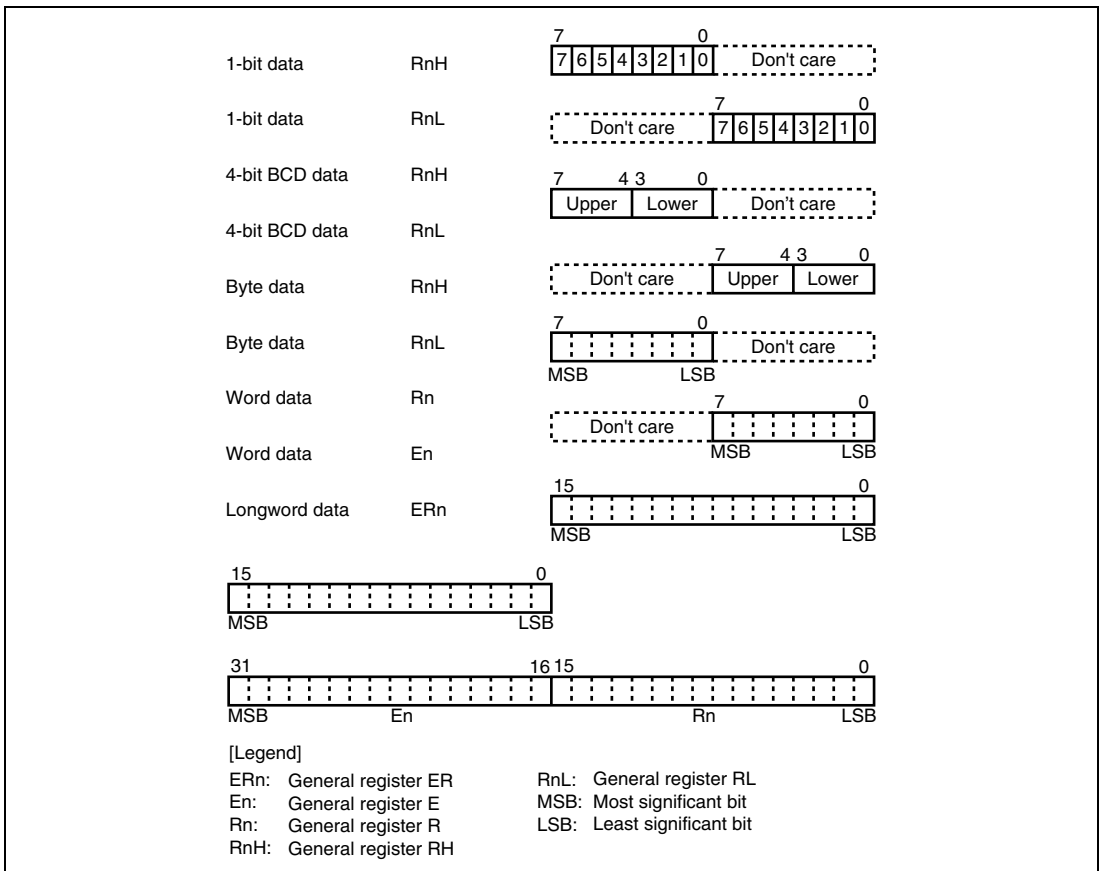 7 0
1-bit data RnH 7 6 5 4 3 2 1 0 Don't care
7 0
1-bit data RnL Don't care 7 6 5 4 3 2 1 0
4-bit BCD data RnH 7 4 3 0
Upper Lower Don't care
4-bit BCD data RnL
7 4 3 0
Byte data RnH Don't care Upper Lower
7 0
Byte data RnL Don't care
MSB LSB
Word data Rn 7 0
Don't care
MSB LSB
Word data En
15 0
Longword data ERn
MSB LSB
15 0
MSB LSB
31 16 15 0
MSB En Rn LSB
[Legend]
ERn: General register ER
En: General register E
Rn: General register R
RnH: General register RH
RnL: General register RL
MSB: Most significant bit
LSB: Least significant bit